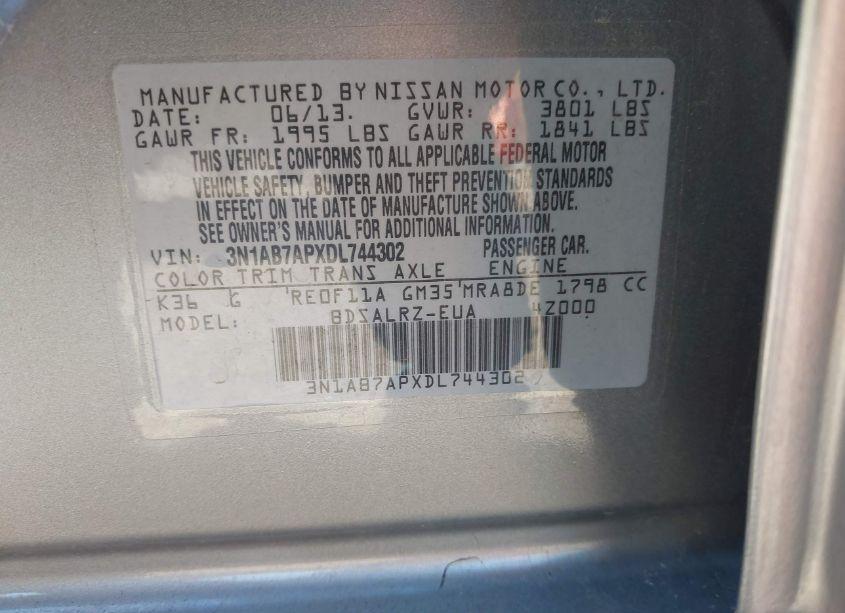 MANUFACTURED BY NISSAN MOTOR CO., LTD.
DATE: 06/13. GVWR: 3801 LBS
GAWR FR: 1995 LBS GAWR RR: 1841 LBS
THIS VEHICLE CONFORMS TO ALL APPLICABLE FEDERAL MOTOR
VEHICLE SAFETY, BUMPER AND THEFT PREVENTION STANDARDS
IN EFFECT ON THE DATE OF MANUFACTURE SHOWN ABOVE.
SEE OWNER'S MANUAL FOR ADDITIONAL INFORMATION.
VIN: 3N1AB7APXDL744302 PASSENGER CAR.
COLOR TRIM TRANS AXLE ENGINE
K36 G RE0F11A GM35 MRA8DE 1798 CC
MODEL: BDSALRZ-EUA 4Z000
3N1AB7APXDL744302